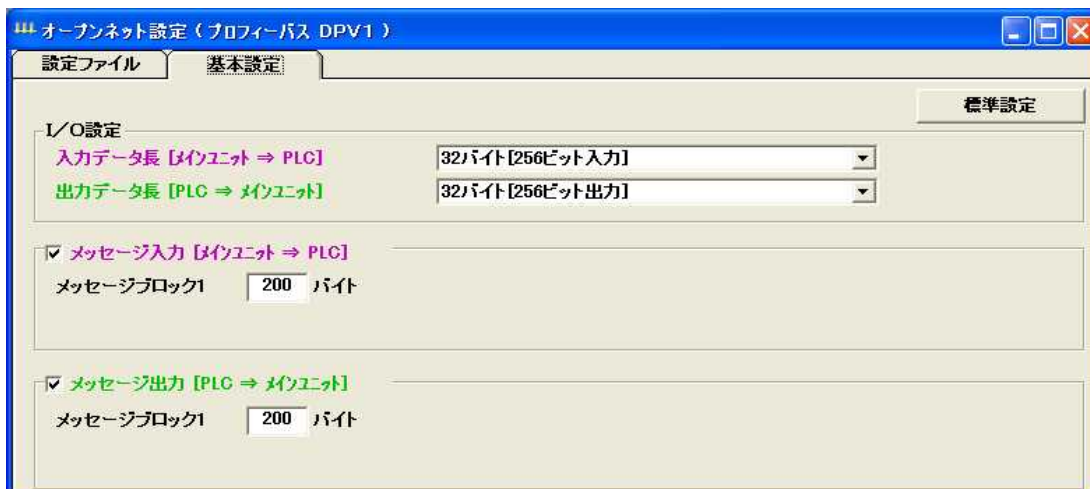 オープンネット設定 ( プロフィーバス DPV1 )
設定ファイル 基本設定
標準設定
I/O設定
入力データ長 [メインユニット ⇒ PLC] 32バイト[256ビット入力]
出力データ長 [PLC ⇒ メインユニット] 32バイト[256ビット出力]
メッセージ入力 [メインユニット ⇒ PLC]
メッセージブロック1 200 バイト
メッセージ出力 [PLC ⇒ メインユニット]
メッセージブロック1 200 バイト